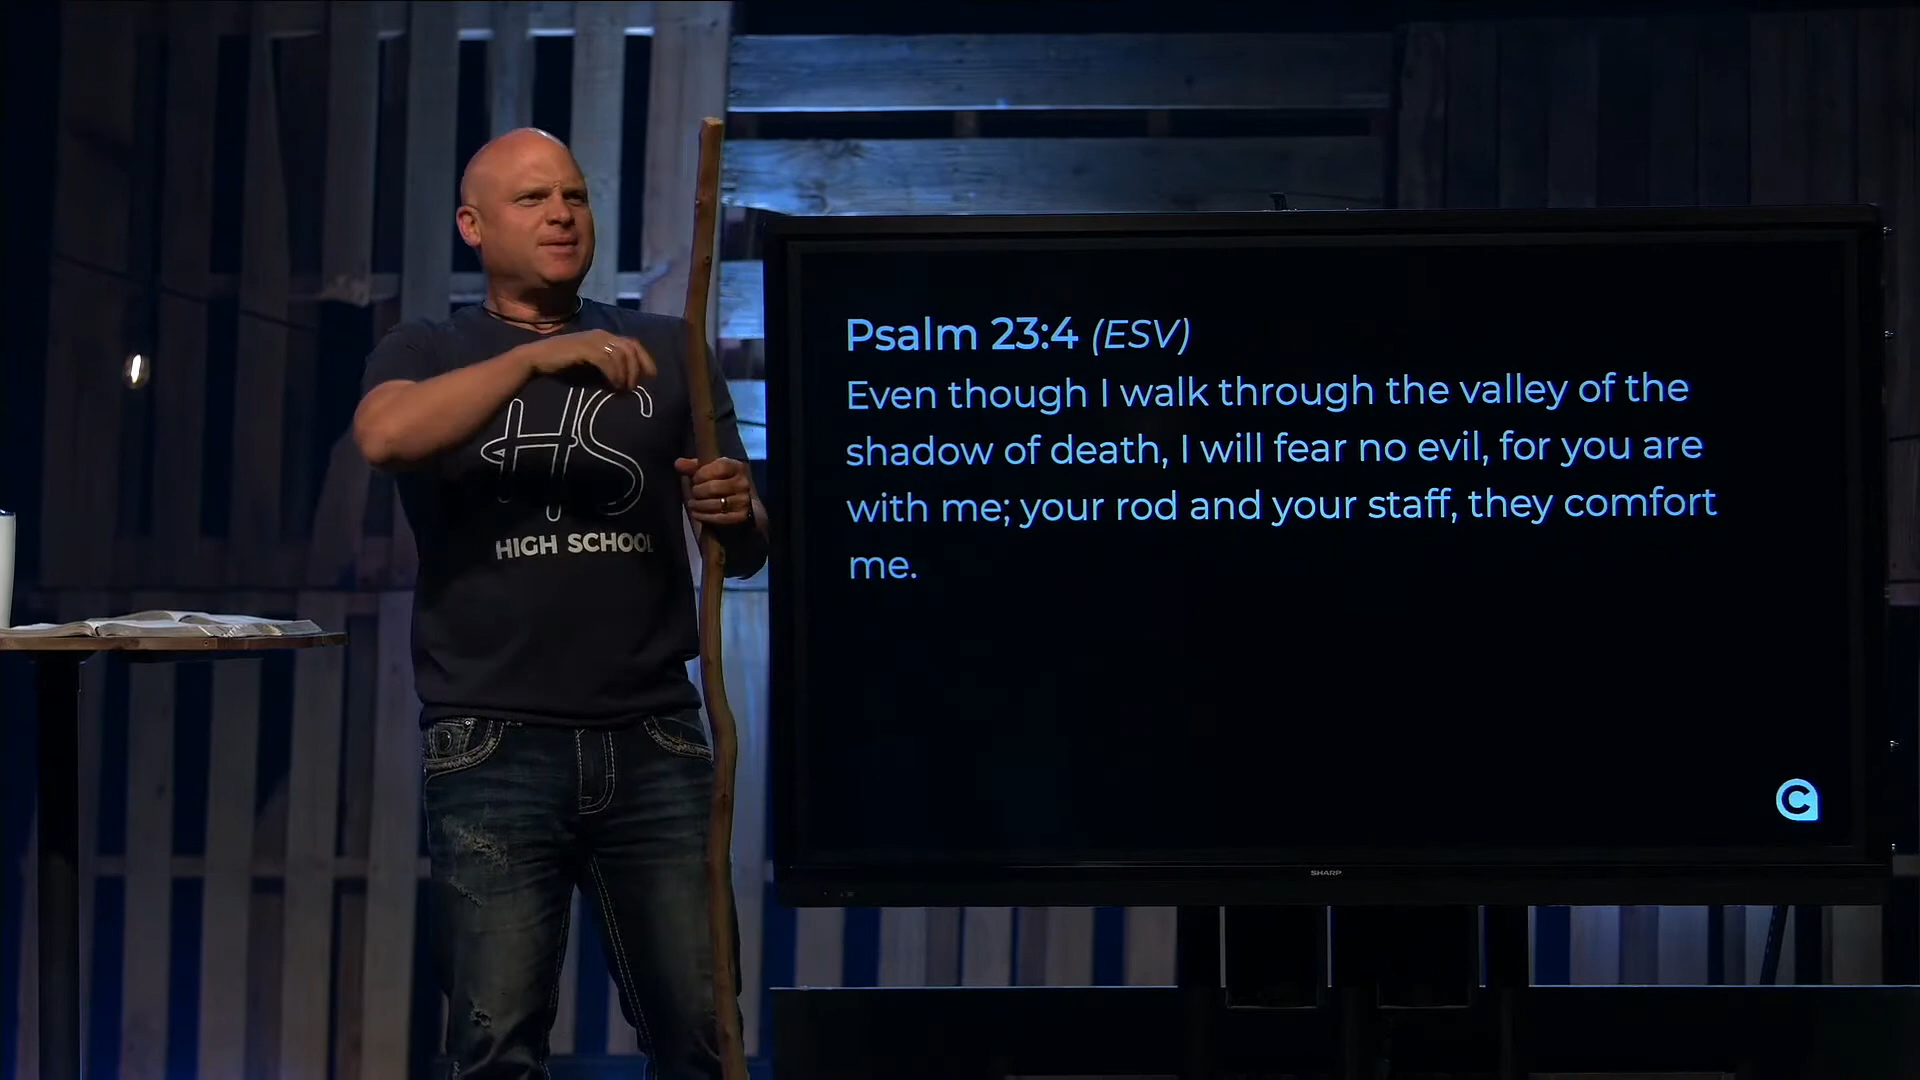 Psalm 23:4 (ESV)
Even though I walk through the valley of the
shadow of death, I will fear no evil, for you are
with me; your rod and your staff, they comfort
me.
HS
HIGH SCHOOL
SHARP